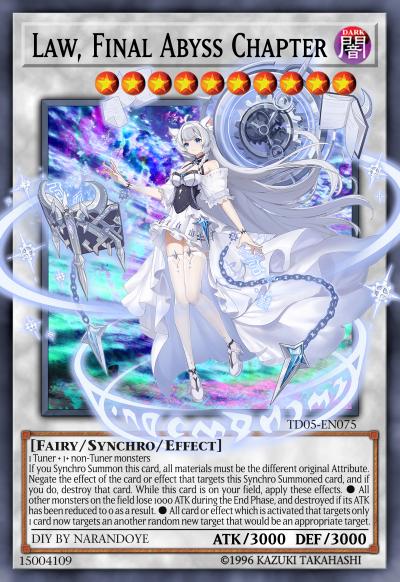 LAW, FINAL ABYSS CHAPTER
DARK
闇
TD05-EN075
[FAIRY/SYNCHRO/EFFECT]
1 Tuner + 1+ non-Tuner monsters
If you Synchro Summon this card, all materials must be the different original Attribute.
Negate the effect of the card or effect that targets this Synchro Summoned card, and if
you do, destroy that card. While this card is on your field, apply these effects. ● All
other monsters on the field lose 1000 ATK during the End Phase, and destroyed if its ATK
has been reduced to 0 as a result. ● All card or effect which is activated that targets only
1 card now targets an another random new target that would be an appropriate target.
DIY BY NARANDOYE
ATK/3000 DEF/3000
15004109
©1996 KAZUKI TAKAHASHI